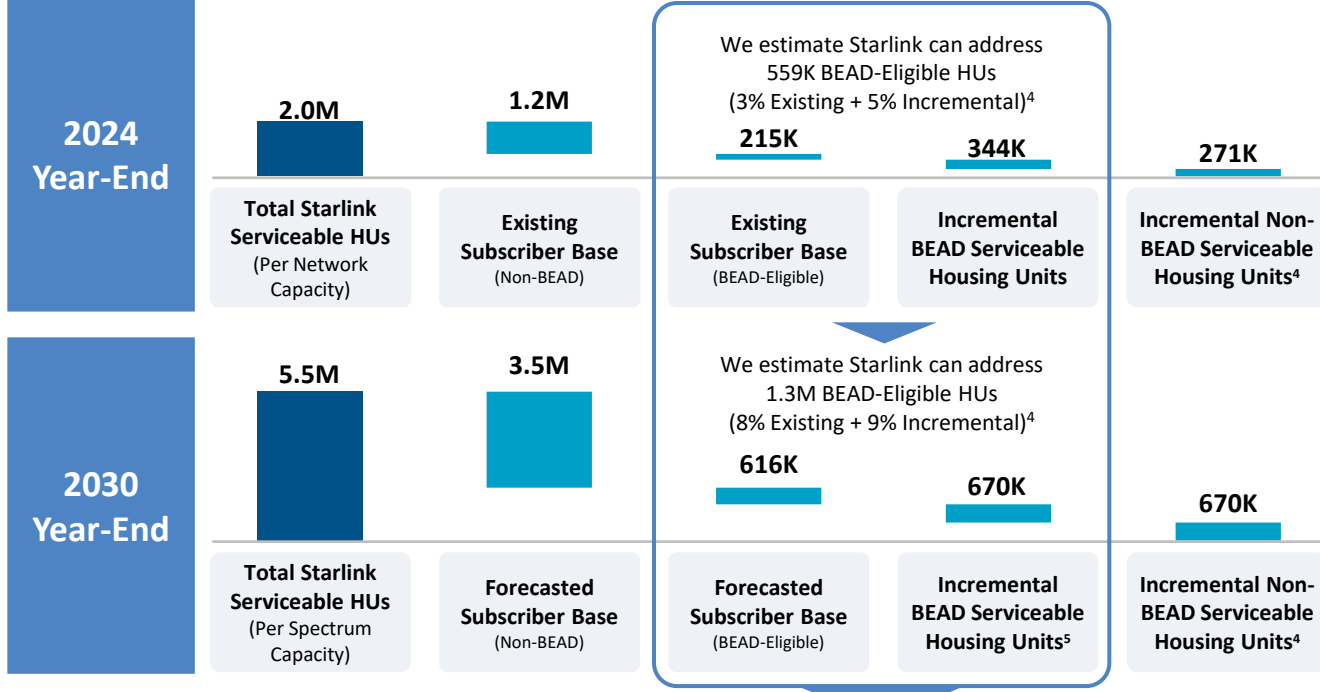 2024
Year-End
We estimate Starlink can address
559K BEAD-Eligible HUs
(3% Existing + 5% Incremental)⁴
2.0M
1.2M
215K
344K
271K
Total Starlink
Serviceable HUs
(Per Network
Capacity)
Existing
Subscriber Base
(Non-BEAD)
Existing
Subscriber Base
(BEAD-Eligible)
Incremental
BEAD Serviceable
Housing Units
Incremental Non-
BEAD Serviceable
Housing Units⁴
2030
Year-End
We estimate Starlink can address
1.3M BEAD-Eligible HUs
(8% Existing + 9% Incremental)⁴
5.5M
3.5M
616K
670K
670K
Total Starlink
Serviceable HUs
(Per Spectrum
Capacity)
Forecasted
Subscriber Base
(Non-BEAD)
Forecasted
Subscriber Base
(BEAD-Eligible)
Incremental
BEAD Serviceable
Housing Units⁵
Incremental Non-
BEAD Serviceable
Housing Units⁴